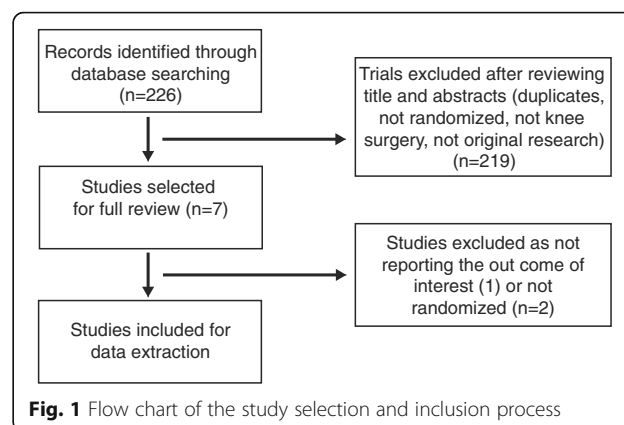 Records identified through
database searching
(n=226)
Trials excluded after reviewing
title and abstracts (duplicates,
not randomized, not knee
surgery, not original research)
(n=219)
Studies selected
for full review (n=7)
Studies excluded as not
reporting the out come of
interest (1) or not
randomized (n=2)
Studies included for
data extraction
Fig. 1 Flow chart of the study selection and inclusion process